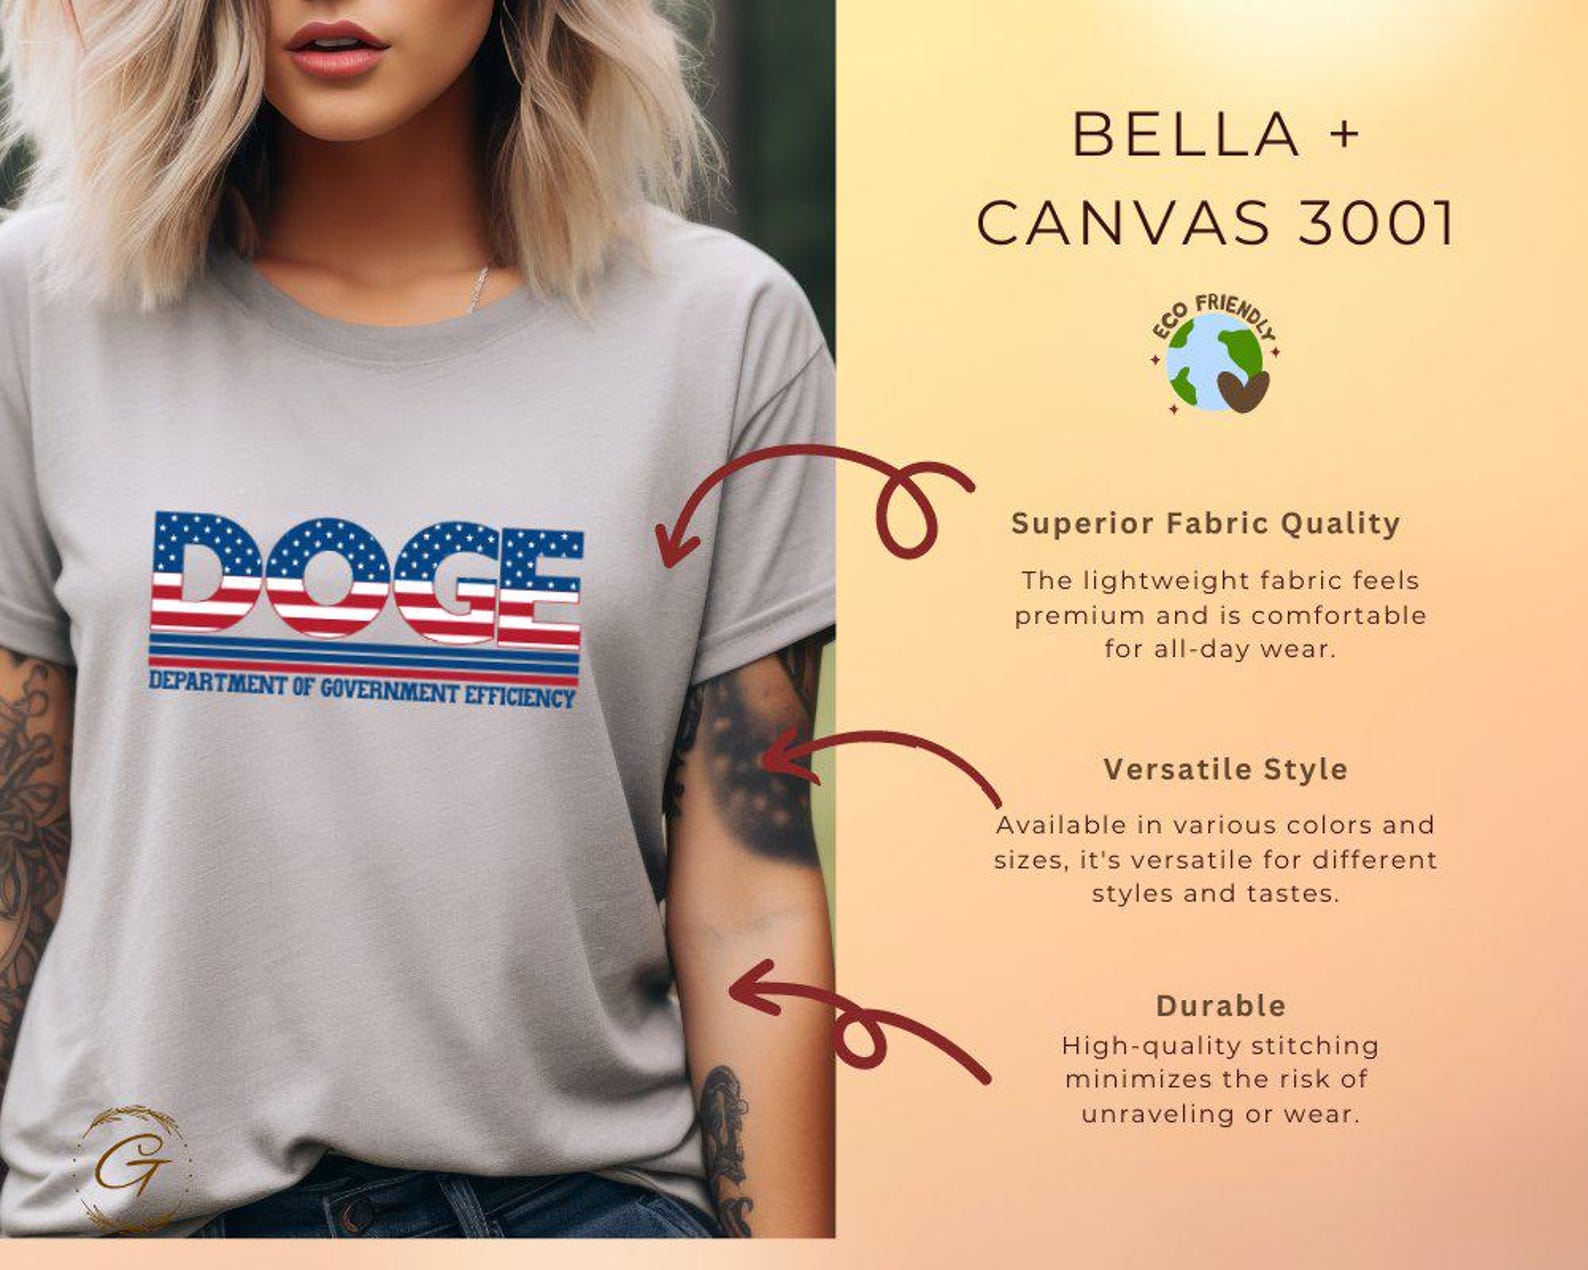 DOGE
DEPARTMENT OF GOVERNMENT EFFICIENCY
G
BELLA +
CANVAS 3001
ECO FRIENDLY
Superior Fabric Quality
The lightweight fabric feels
premium and is comfortable
for all-day wear.
Versatile Style
Available in various colors and
sizes, it's versatile for different
styles and tastes.
Durable
High-quality stitching
minimizes the risk of
unraveling or wear.